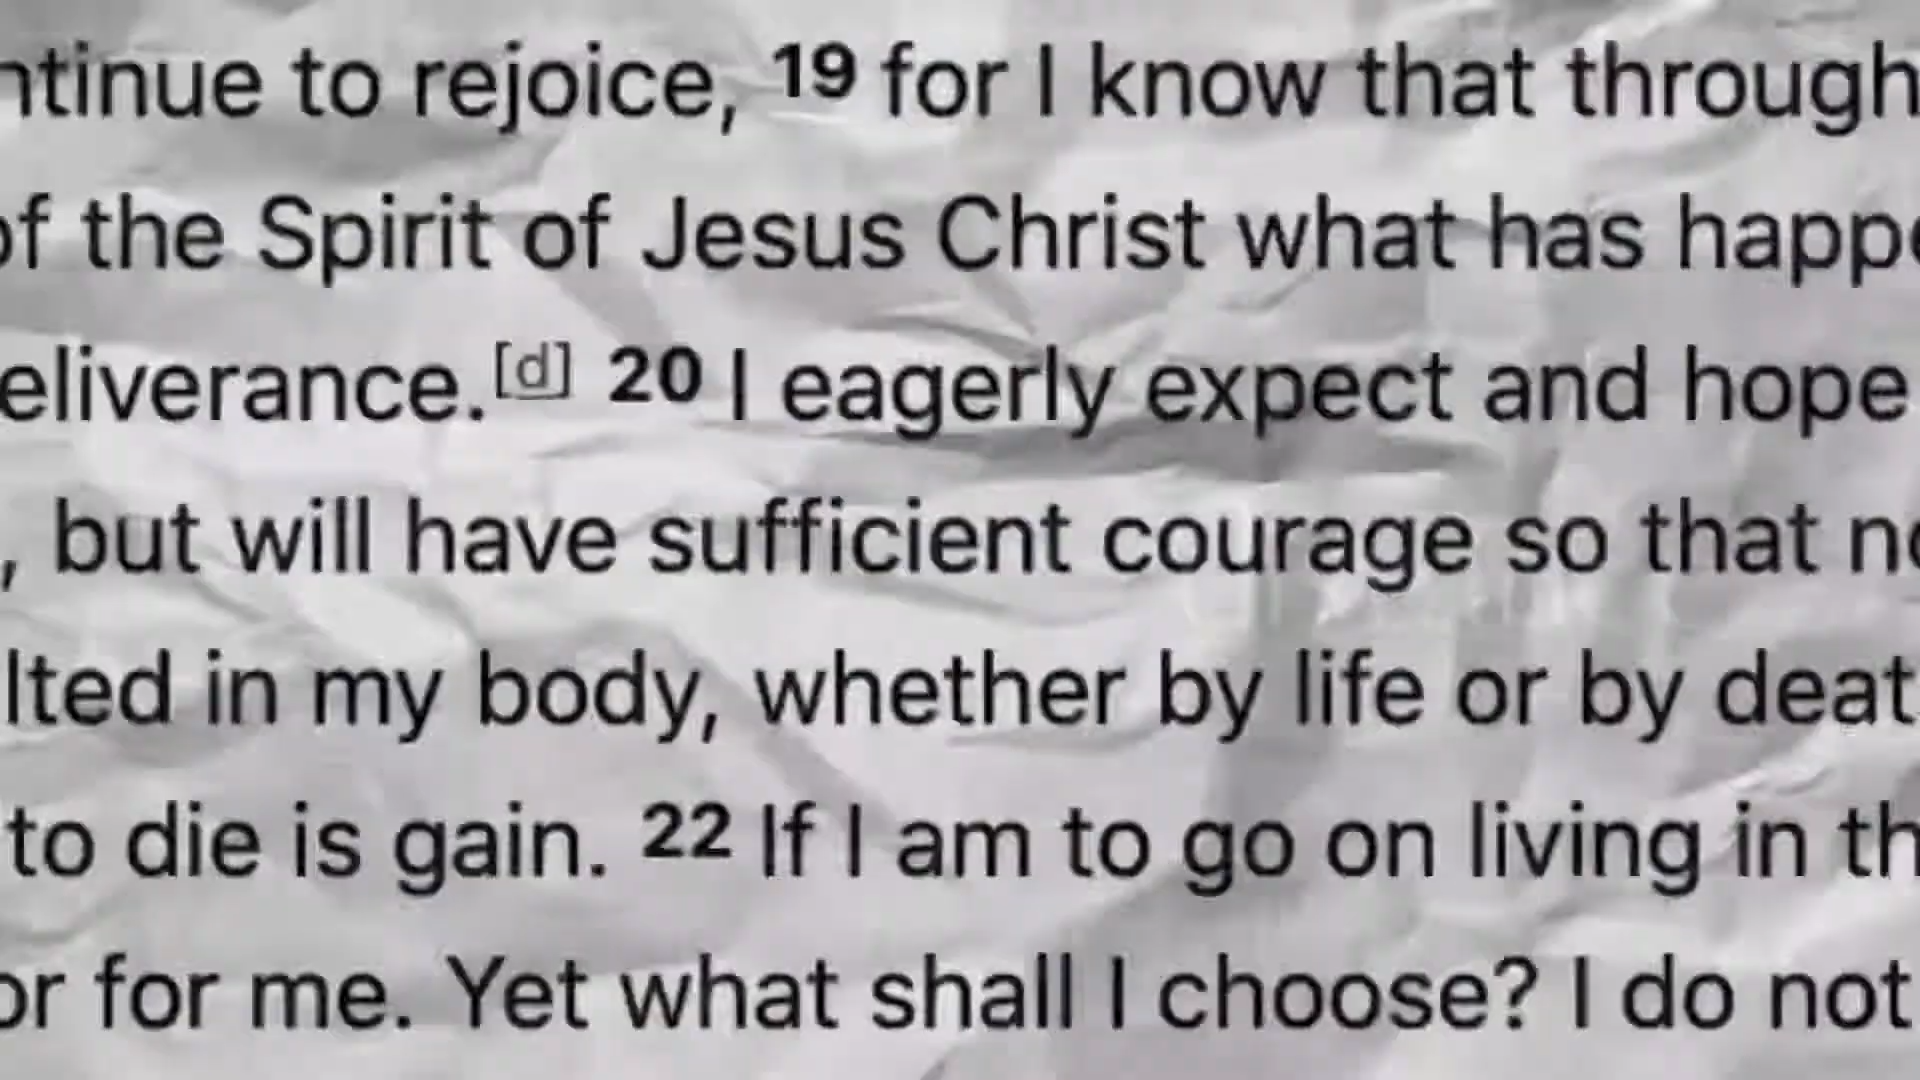 ntinue to rejoice, 19 for I know that through
of the Spirit of Jesus Christ what has happe
eliverance.[d] 20 I eagerly expect and hope
, but will have sufficient courage so that no
lted in my body, whether by life or by deat
to die is gain. 22 If I am to go on living in th
or for me. Yet what shall I choose? I do not